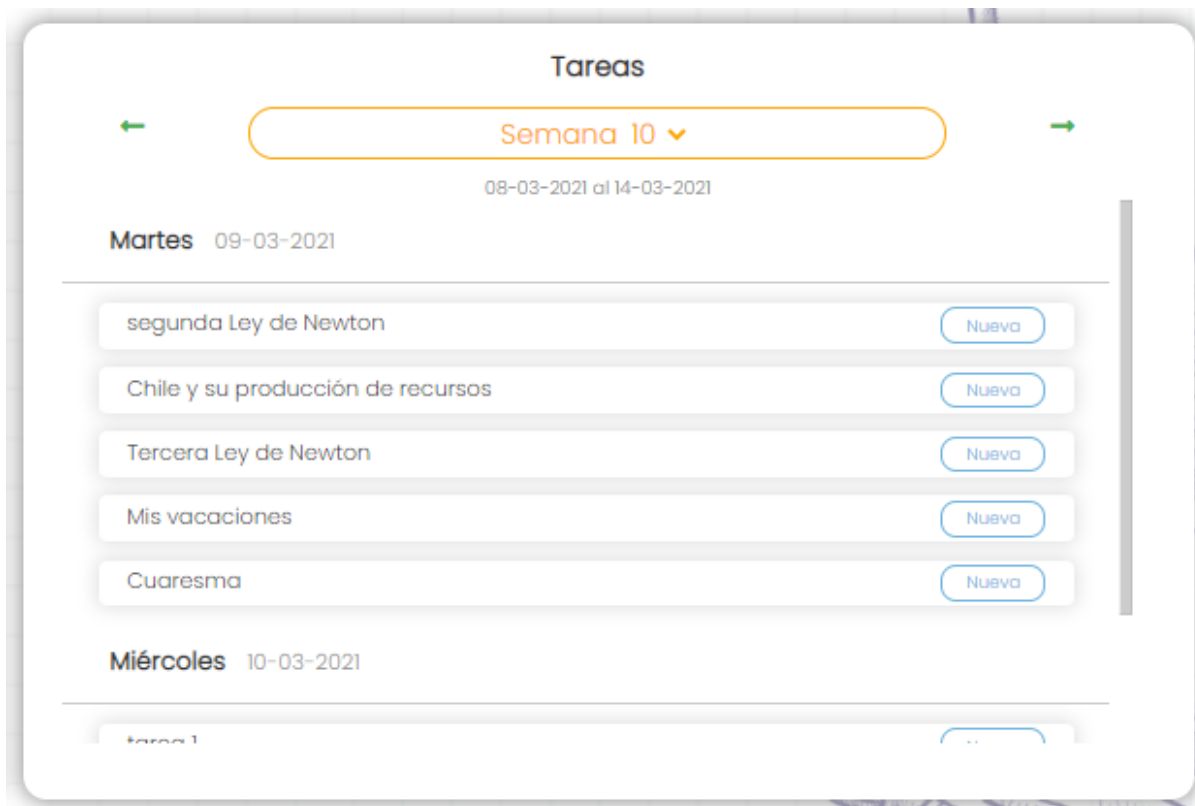 Tareas
Semana 10
08-03-2021 al 14-03-2021
Martes 09-03-2021
segunda Ley de Newton Nueva
Chile y su producción de recursos Nueva
Tercera Ley de Newton Nueva
Mis vacaciones Nueva
Cuaresma Nueva
Miércoles 10-03-2021
tarea 1